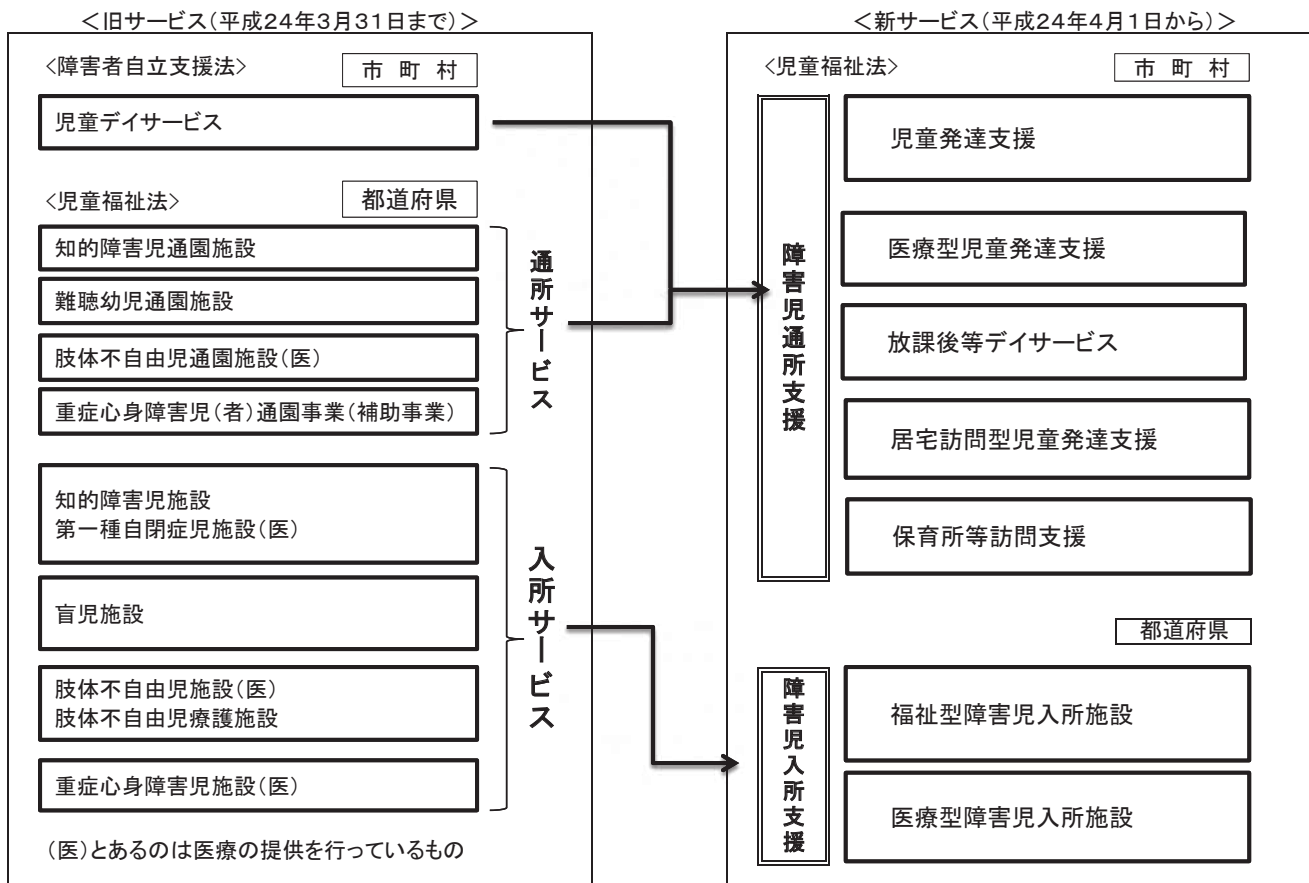 ＜旧サービス（平成２４年３月３１日まで）＞
＜障害者自立支援法＞
市 町 村
児童デイサービス
＜児童福祉法＞
都道府県
知的障害児通園施設
難聴幼児通園施設
肢体不自由児通園施設（医）
重症心身障害児（者）通園事業（補助事業）
通所サービス
知的障害児施設
第一種自閉症児施設（医）
盲児施設
肢体不自由児施設（医）
肢体不自由児療護施設
重症心身障害児施設（医）
入所サービス
（医）とあるのは医療の提供を行っているもの
＜新サービス（平成２４年４月１日から）＞
＜児童福祉法＞
市 町 村
障害児通所支援
児童発達支援
医療型児童発達支援
放課後等デイサービス
居宅訪問型児童発達支援
保育所等訪問支援
都道府県
障害児入所支援
福祉型障害児入所施設
医療型障害児入所施設